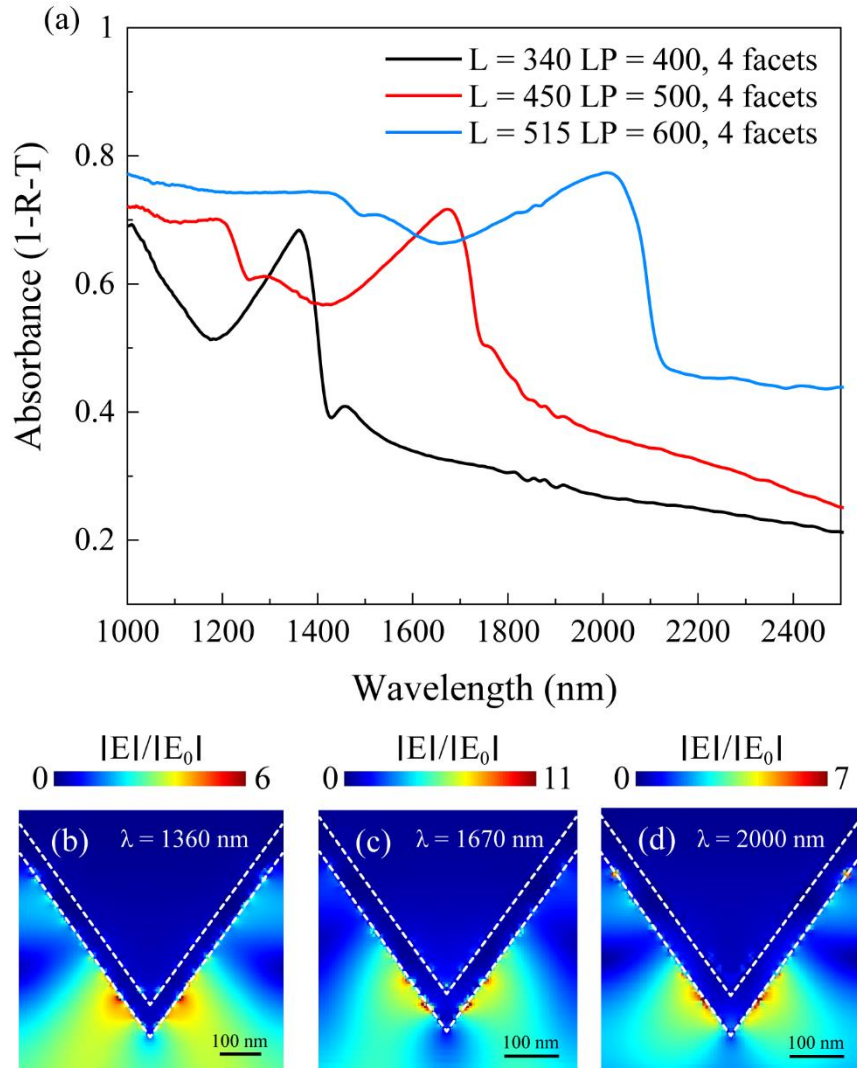 (a)
L = 340 LP = 400, 4 facets
L = 450 LP = 500, 4 facets
L = 515 LP = 600, 4 facets
Absorbance (1-R-T)
1
0.8
0.6
0.4
0.2
1000 1200 1400 1600 1800 2000 2200 2400
Wavelength (nm)
|E|/|E₀| |E|/|E₀| |E|/|E₀|
0 6 0 11 0 7
(b) λ = 1360 nm (c) λ = 1670 nm (d) λ = 2000 nm
100 nm 100 nm 100 nm